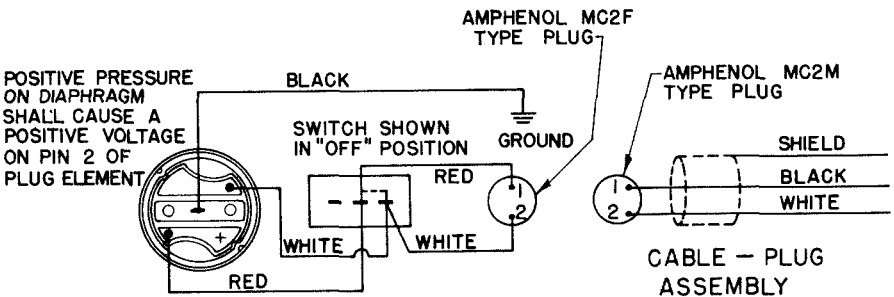 AMPHENOL MC2F
TYPE PLUG
BLACK
AMPHENOL MC2M
TYPE PLUG
POSITIVE PRESSURE
ON DIAPHRAGM
SHALL CAUSE A
POSITIVE VOLTAGE
ON PIN 2 OF
PLUG ELEMENT
SWITCH SHOWN
IN "OFF" POSITION
GROUND
SHIELD
RED
1
2
1
2
BLACK
WHITE
+
WHITE
WHITE
RED
CABLE – PLUG
ASSEMBLY